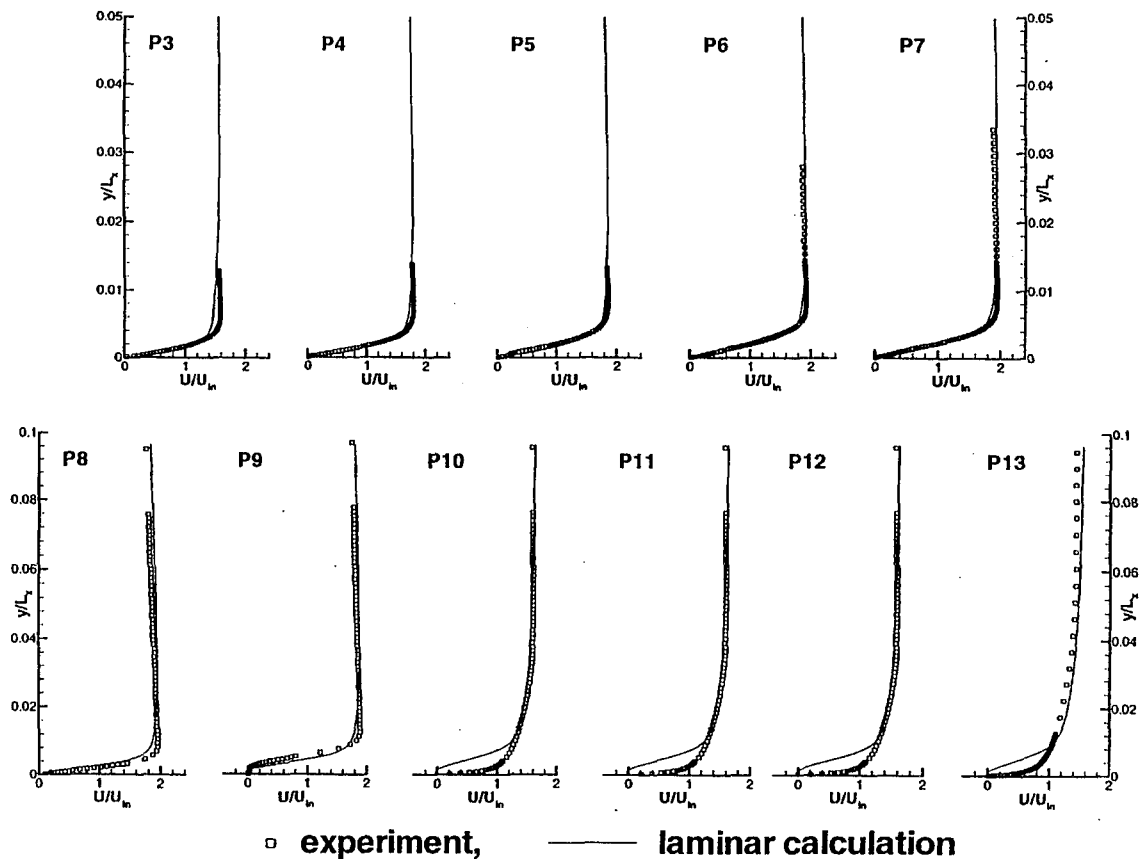 0.05 P3 P4 P5 P6 P7 0.05
0.04 0.04
0.03 0.03
y/Lₓ y/Lₓ
0.02 0.02
0.01 0.01
0 0
0 1 2 0 1 2 0 1 2 0 1 2 0 1 2
U/Uᵢₙ U/Uᵢₙ U/Uᵢₙ U/Uᵢₙ U/Uᵢₙ
0.1 P8 P9 P10 P11 P12 P13 0.1
0.08 0.08
0.06 0.06
y/Lₓ y/Lₓ
0.04 0.04
0.02 0.02
0 0
0 1 2 0 1 2 0 1 2 0 1 2 0 1 2 0 1 2
U/Uᵢₙ U/Uᵢₙ U/Uᵢₙ U/Uᵢₙ U/Uᵢₙ U/Uᵢₙ
experiment, laminar calculation